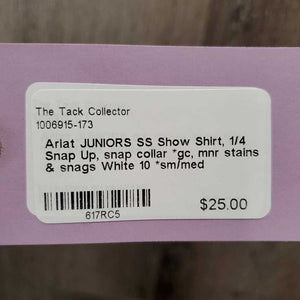 The Tack Collector
1006915-173
Ariat JUNIORS SS Show Shirt, 1/4
Snap Up, snap collar *gc, mnr stains
& snags White 10 *sm/med
617RC5
$25.00